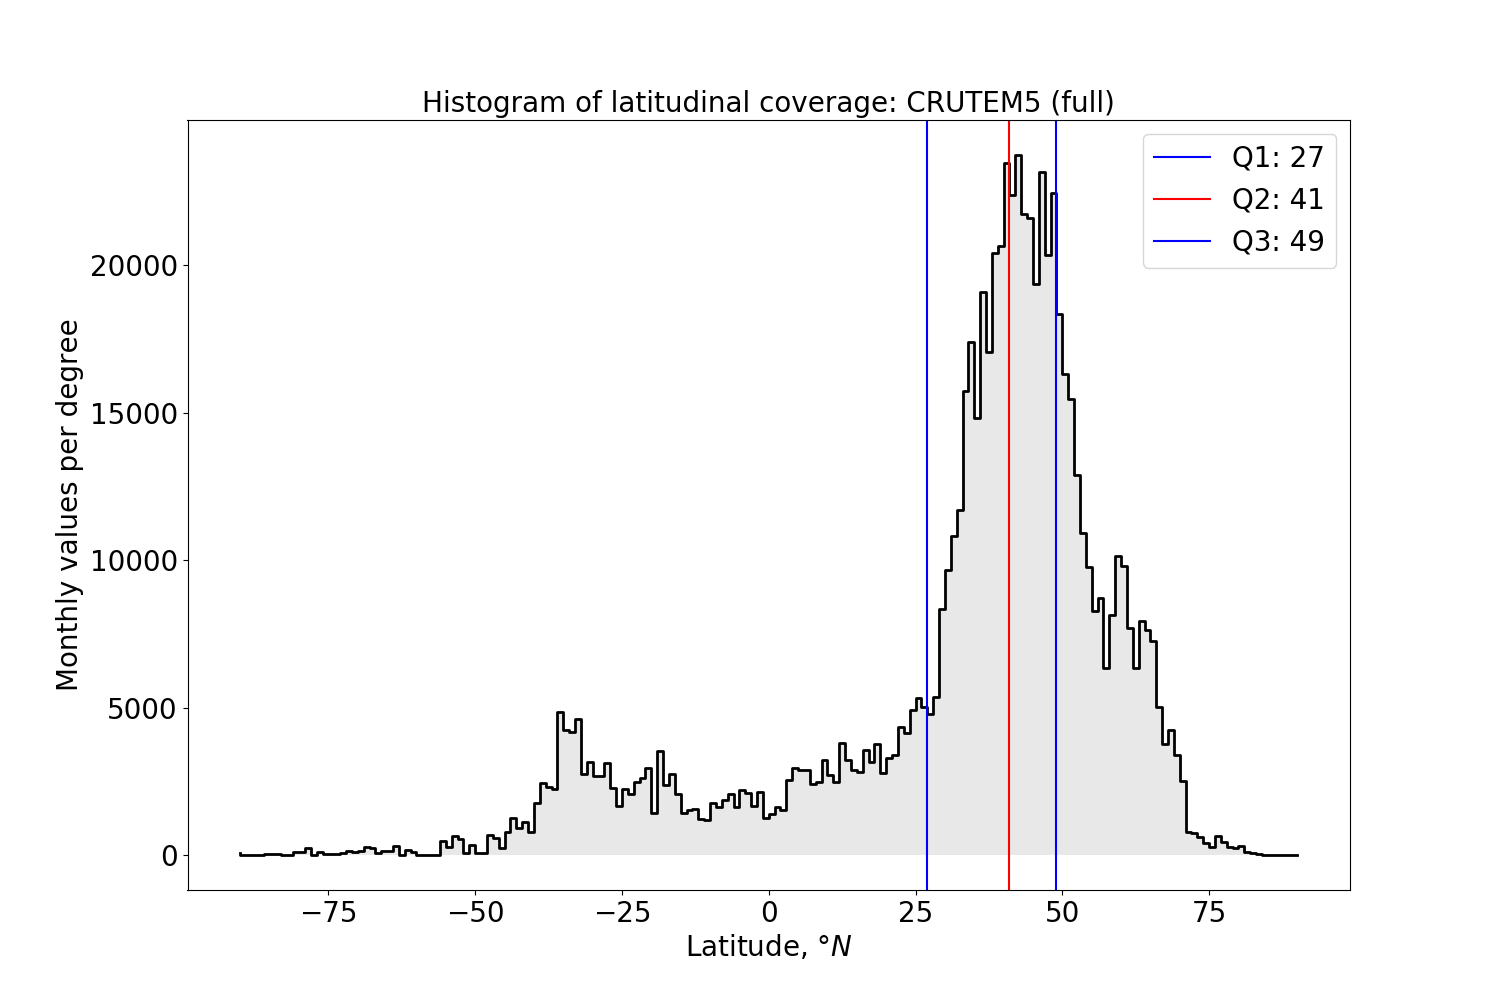 Histogram of latitudinal coverage: CRUTEM5 (full)
Q1: 27
Q2: 41
Q3: 49
Monthly values per degree
20000
15000
10000
5000
0
−75
−50
−25
0
25
50
75
Latitude, °N